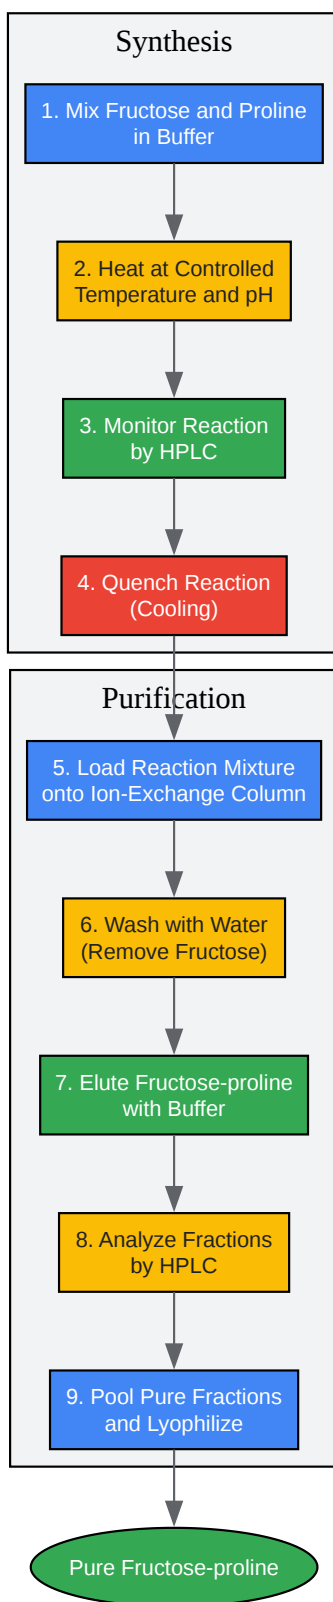 Synthesis
1. Mix Fructose and Proline
in Buffer
2. Heat at Controlled
Temperature and pH
3. Monitor Reaction
by HPLC
4. Quench Reaction
(Cooling)
Purification
5. Load Reaction Mixture
onto Ion-Exchange Column
6. Wash with Water
(Remove Fructose)
7. Elute Fructose-proline
with Buffer
8. Analyze Fractions
by HPLC
9. Pool Pure Fractions
and Lyophilize
Pure Fructose-proline